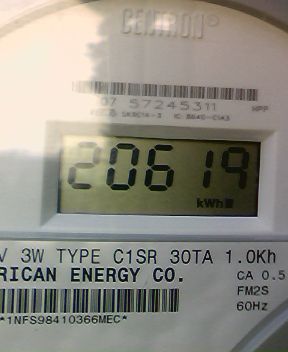 CENTRON®
07 57245311 HPP
20619
kWh
V 3W TYPE C1SR 30TA 1.0Kh
RICAN ENERGY CO.
CA 0.5
FM2S
60Hz
*1NFS98410366MEC*